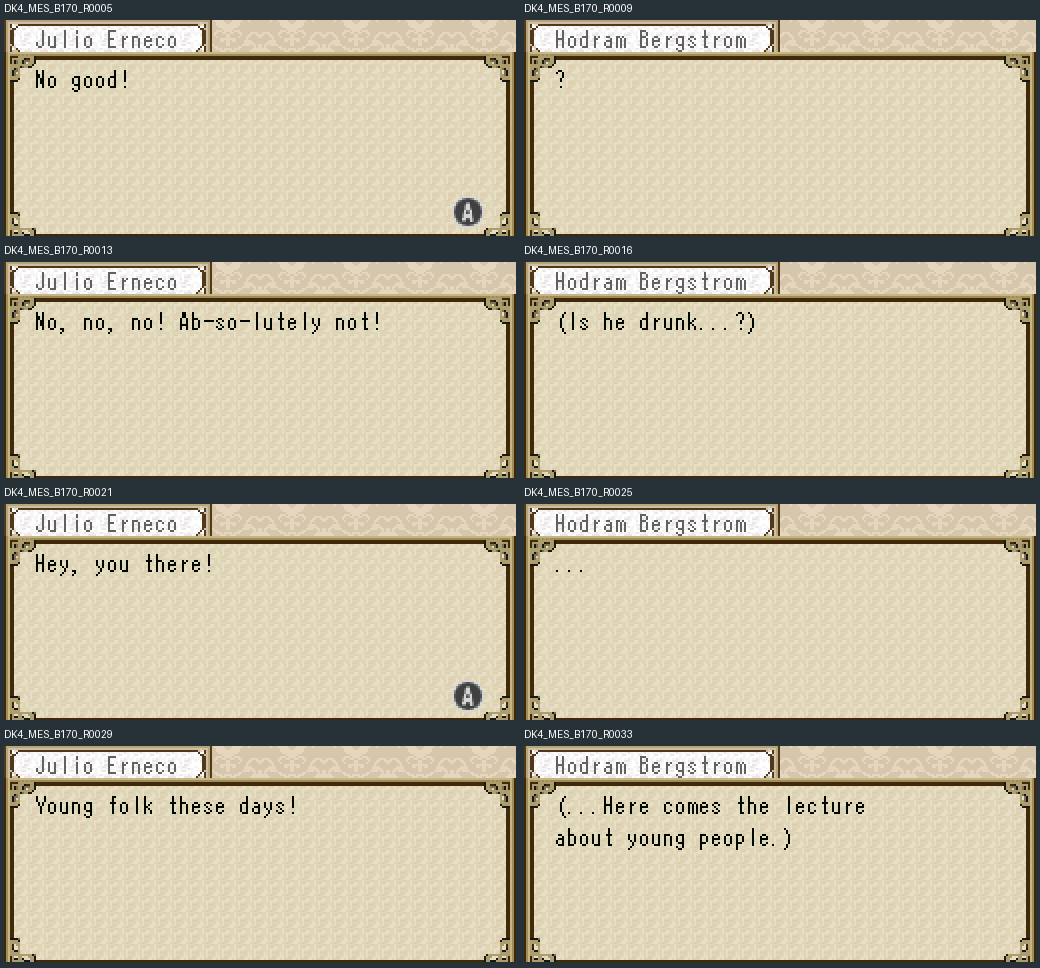 DK4_MES_B170_R0005
Julio Erneco
No good!
A
DK4_MES_B170_R0009
Hodram Bergstrom
?
DK4_MES_B170_R0013
Julio Erneco
No, no, no! Ab-so-lutely not!
DK4_MES_B170_R0016
Hodram Bergstrom
(Is he drunk...?)
DK4_MES_B170_R0021
Julio Erneco
Hey, you there!
A
DK4_MES_B170_R0025
Hodram Bergstrom
...
DK4_MES_B170_R0029
Julio Erneco
Young folk these days!
DK4_MES_B170_R0033
Hodram Bergstrom
(...Here comes the lecture
about young people.)